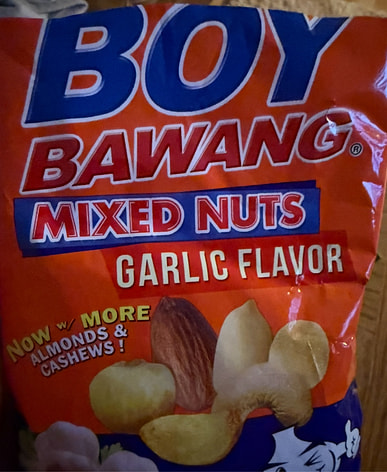 BOY
BAWANG®
MIXED NUTS
GARLIC FLAVOR
NOW w/ MORE
ALMONDS &
CASHEWS!